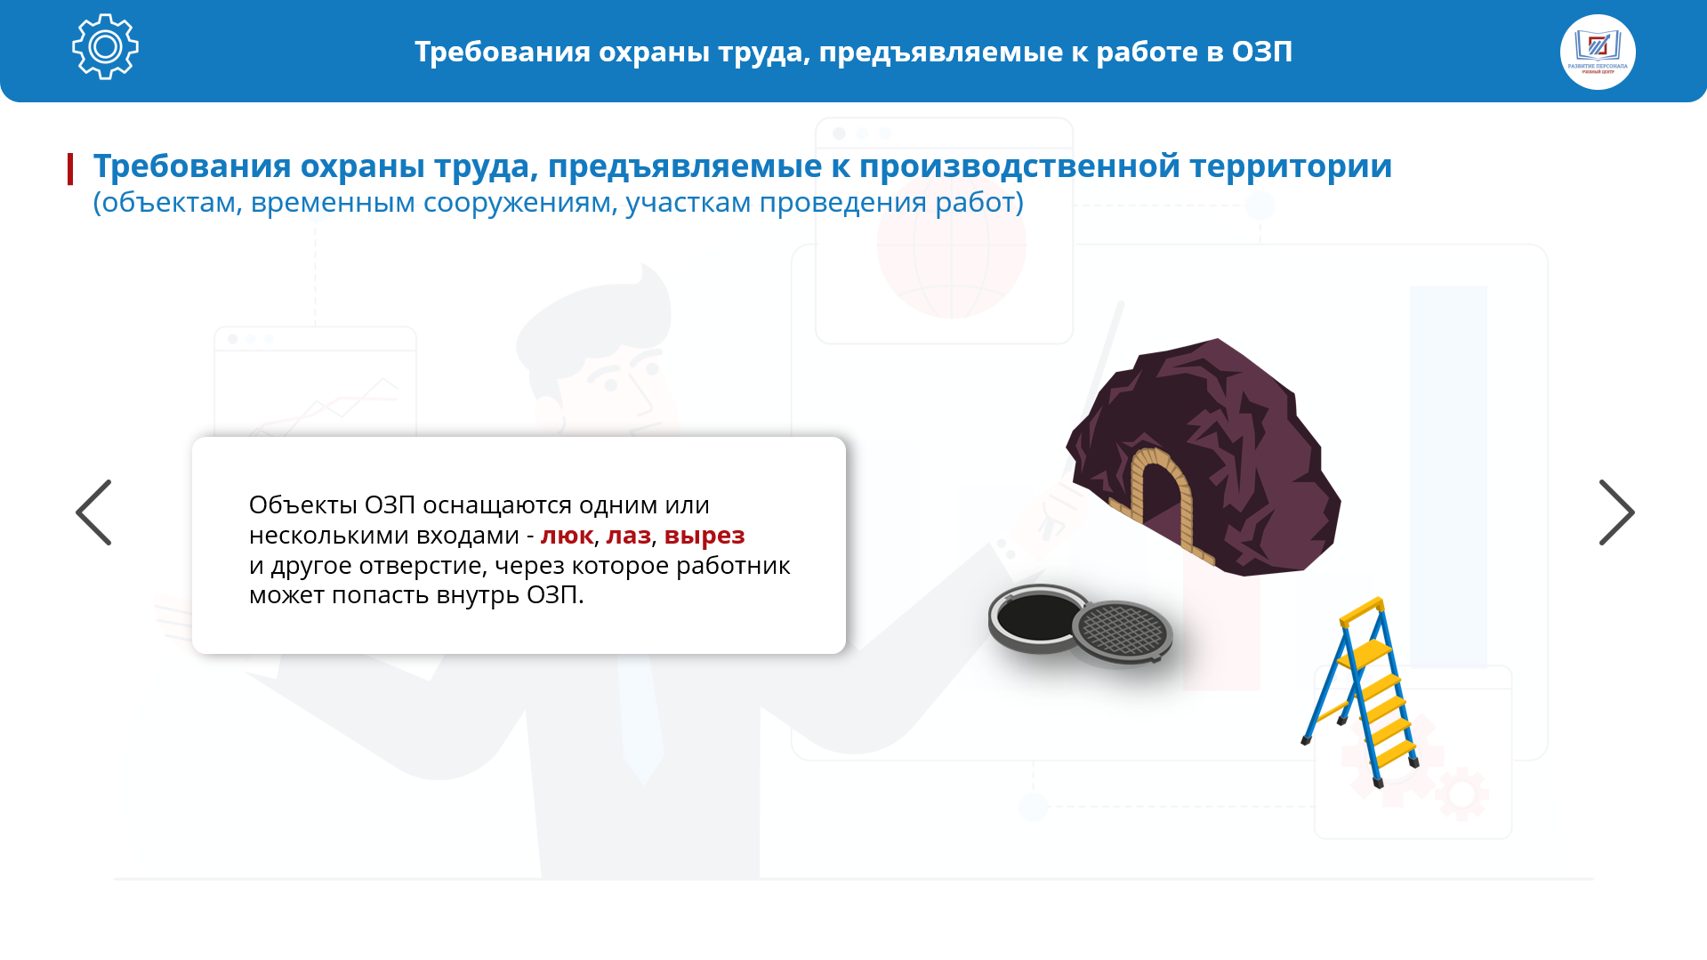 Требования охраны труда, предъявляемые к работе в ОЗП
РАЗВИТИЕ ПЕРСОНАЛА
УЧЕБНЫЙ ЦЕНТР
Требования охраны труда, предъявляемые к производственной территории
(объектам, временным сооружениям, участкам проведения работ)
Объекты ОЗП оснащаются одним или
несколькими входами - люк, лаз, вырез
и другое отверстие, через которое работник
может попасть внутрь ОЗП.